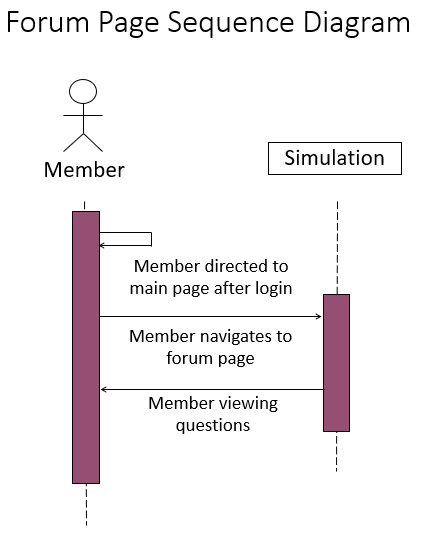 Forum Page Sequence Diagram
Member
Simulation
Member directed to
main page after login
Member navigates to
forum page
Member viewing
questions